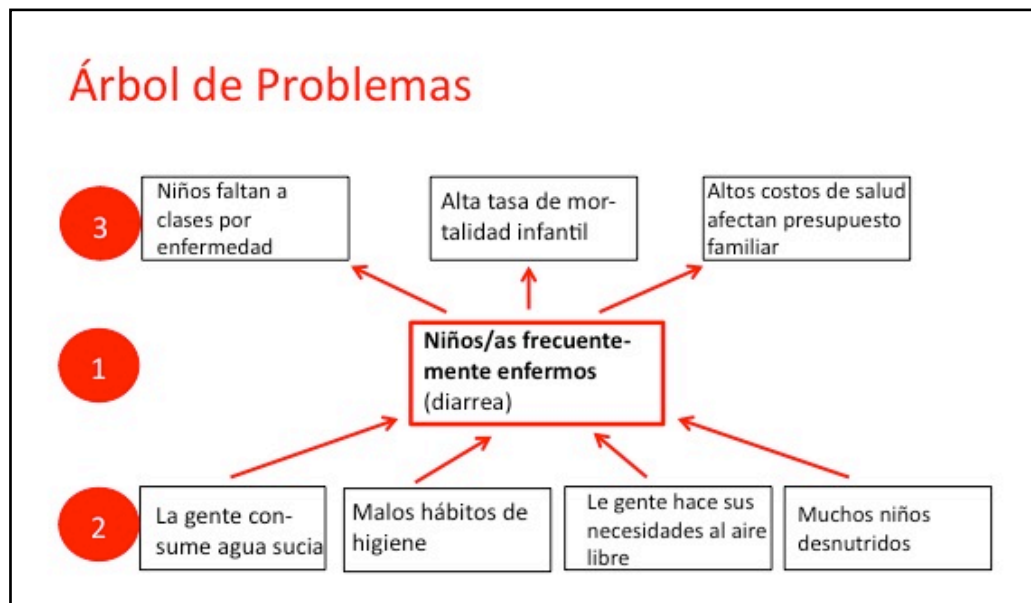 Árbol de Problemas
3
Niños faltan a
clases por
enfermedad
Alta tasa de mor-
talidad infantil
Altos costos de salud
afectan presupuesto
familiar
1
Niños/as frecuente-
mente enfermos
(diarrea)
2
La gente con-
sume agua sucia
Malos hábitos de
higiene
Le gente hace sus
necesidades al aire
libre
Muchos niños
desnutridos